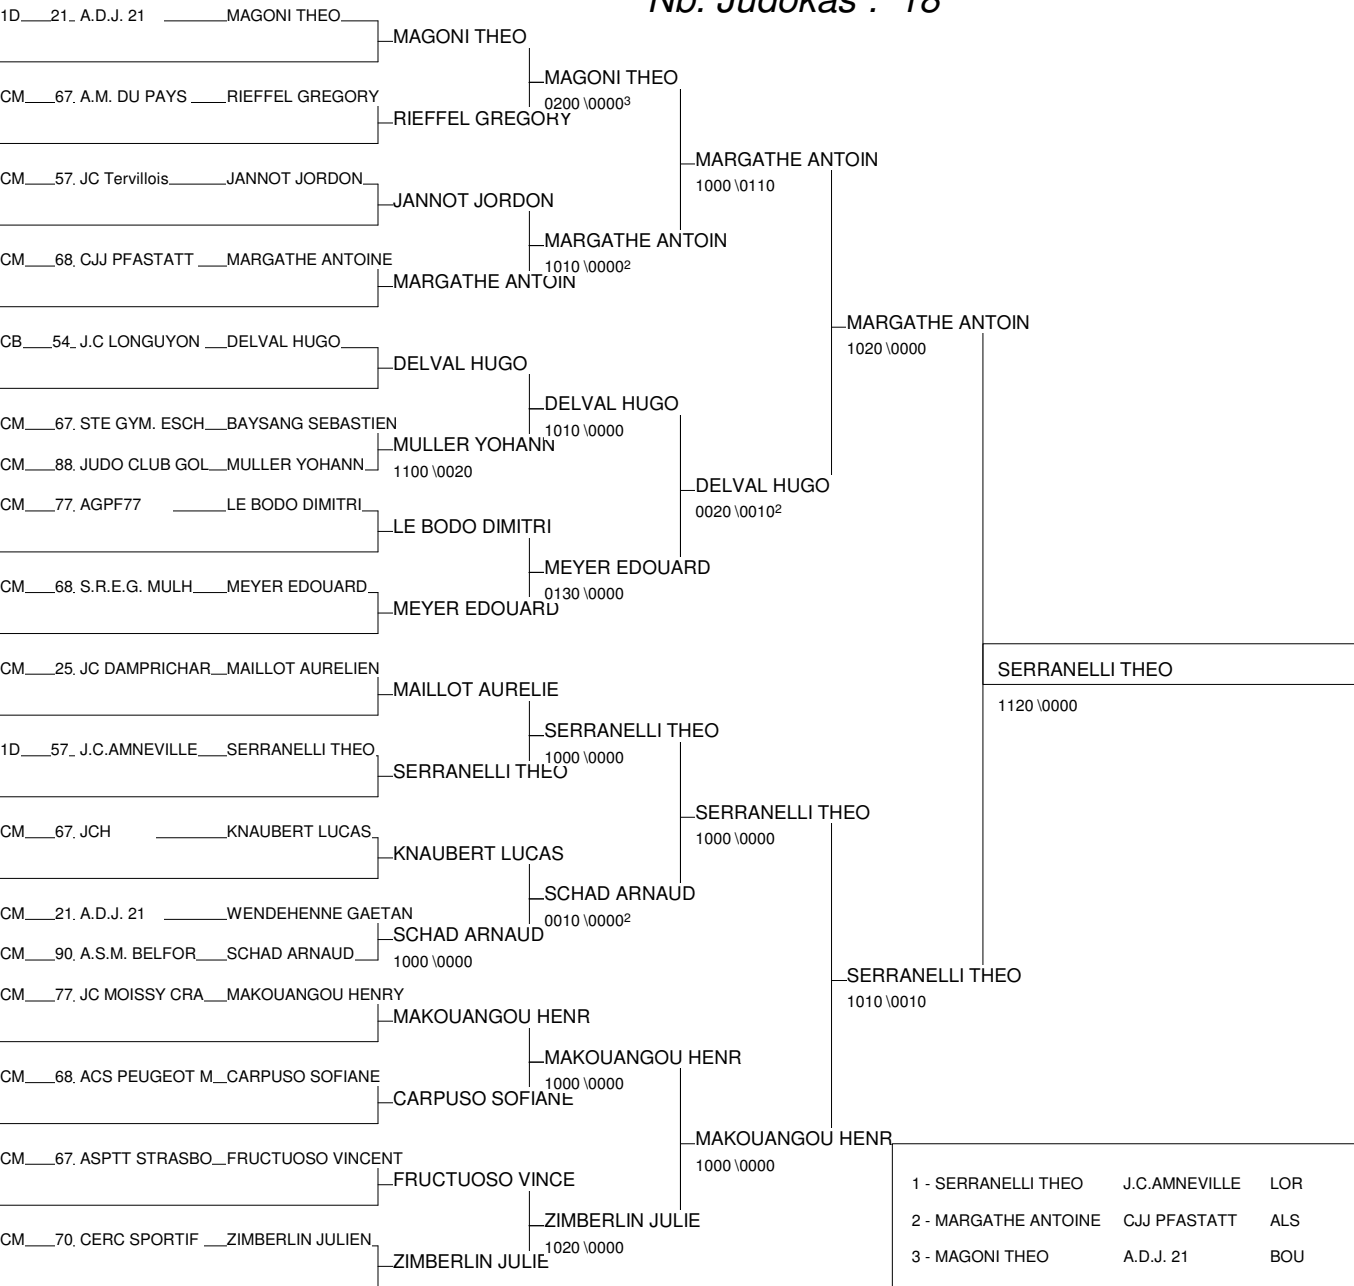 Nb. Judokas : 18
1D 21 A.D.J. 21 MAGONI THEO
MAGONI THEO
MAGONI THEO
0200 \0000³
CM 67 A.M. DU PAYS RIEFFEL GREGORY
RIEFFEL GREGORY
MARGATHE ANTOIN
1000 \0110
CM 57 JC Tervillois JANNOT JORDON
JANNOT JORDON
MARGATHE ANTOIN
1010 \0000²
CM 68 CJJ PFASTATT MARGATHE ANTOINE
MARGATHE ANTOIN
MARGATHE ANTOIN
1020 \0000
CB 54 J.C LONGUYON DELVAL HUGO
DELVAL HUGO
DELVAL HUGO
1010 \0000
CM 67 STE GYM. ESCH BAYSANG SEBASTIEN
MULLER YOHANN
CM 88 JUDO CLUB GOL MULLER YOHANN
1100 \0020
DELVAL HUGO
0020 \0010²
CM 77 AGPF77 LE BODO DIMITRI
LE BODO DIMITRI
MEYER EDOUARD
0130 \0000
CM 68 S.R.E.G. MULH MEYER EDOUARD
MEYER EDOUARD
SERRANELLI THEO
1120 \0000
CM 25 JC DAMPRICHAR MAILLOT AURELIEN
MAILLOT AURELIE
SERRANELLI THEO
1000 \0000
1D 57 J.C.AMNEVILLE SERRANELLI THEO
SERRANELLI THEO
SERRANELLI THEO
1000 \0000
CM 67 JCH KNAUBERT LUCAS
KNAUBERT LUCAS
SCHAD ARNAUD
0010 \0000²
CM 21 A.D.J. 21 WENDEHENNE GAETAN
SCHAD ARNAUD
CM 90 A.S.M. BELFOR SCHAD ARNAUD
1000 \0000
SERRANELLI THEO
1010 \0010
CM 77 JC MOISSY CRA MAKOUANGOU HENRY
MAKOUANGOU HENR
MAKOUANGOU HENR
1000 \0000
CM 68 ACS PEUGEOT M CARPUSO SOFIANE
CARPUSO SOFIANE
MAKOUANGOU HENR
1000 \0000
CM 67 ASPTT STRASBO FRUCTUOSO VINCENT
FRUCTUOSO VINCE
ZIMBERLIN JULIE
1020 \0000
CM 70 CERC SPORTIF ZIMBERLIN JULIEN
ZIMBERLIN JULIE
1 - SERRANELLI THEO J.C.AMNEVILLE LOR
2 - MARGATHE ANTOINE CJJ PFASTATT ALS
3 - MAGONI THEO A.D.J. 21 BOU